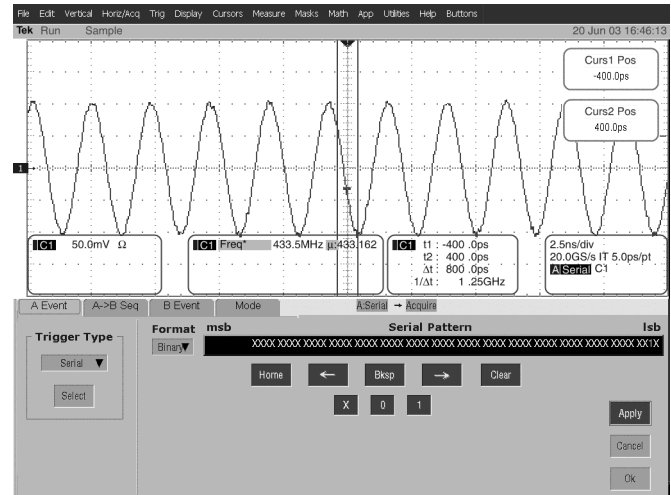 File Edit Vertical Horiz/Acq Trig Display Cursors Measure Masks Math App Utilities Help Buttons
Tek Run Sample 20 Jun 03 16:46:13
Curs1 Pos
-400.0ps
Curs2 Pos
400.0ps
1
C1 50.0mV Ω
C1 Freq* 433.5MHz µ:433.162
C1 t1: -400.0ps
t2: 400.0ps
Δt: 800.0ps
1/Δt: 1.25GHz
2.5ns/div
20.0GS/s IT 5.0ps/pt
A Serial C1
A Event A->B Seq B Event Mode A:Serial → Acquire
Trigger Type
Serial
Select
Format msb Serial Pattern lsb
Binary XXXX XXXX XXXX XXXX XXXX XXXX XXXX XXXX XXXX XXXX XXXX XXXX XXXX XXXX XXXX XX1X
Home ← Bksp → Clear
X 0 1
Apply
Cancel
Ok